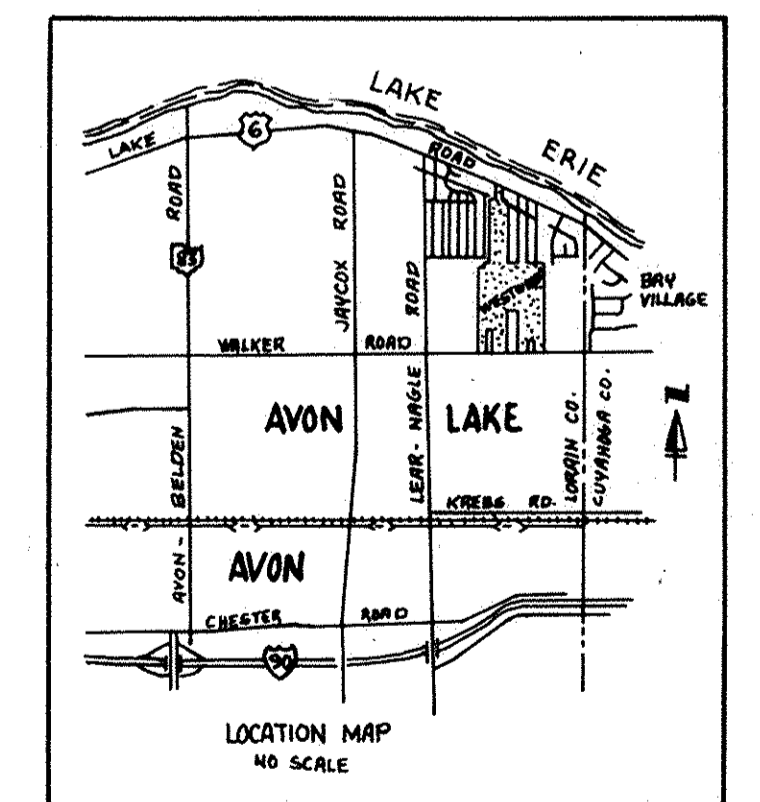 LAKE
ERIE
LAKE
6
ROAD
ROAD
83
JAYCOX ROAD
ROAD
WESTWIND
BAY
VILLAGE
WALKER
ROAD
AVON
LAKE
LEAR-NAGLE
LORAIN CO.
CUYAHOGA CO.
N
AVON-BELDEN
KREBS RD.
AVON
CHESTER
ROAD
90
LOCATION MAP
NO SCALE